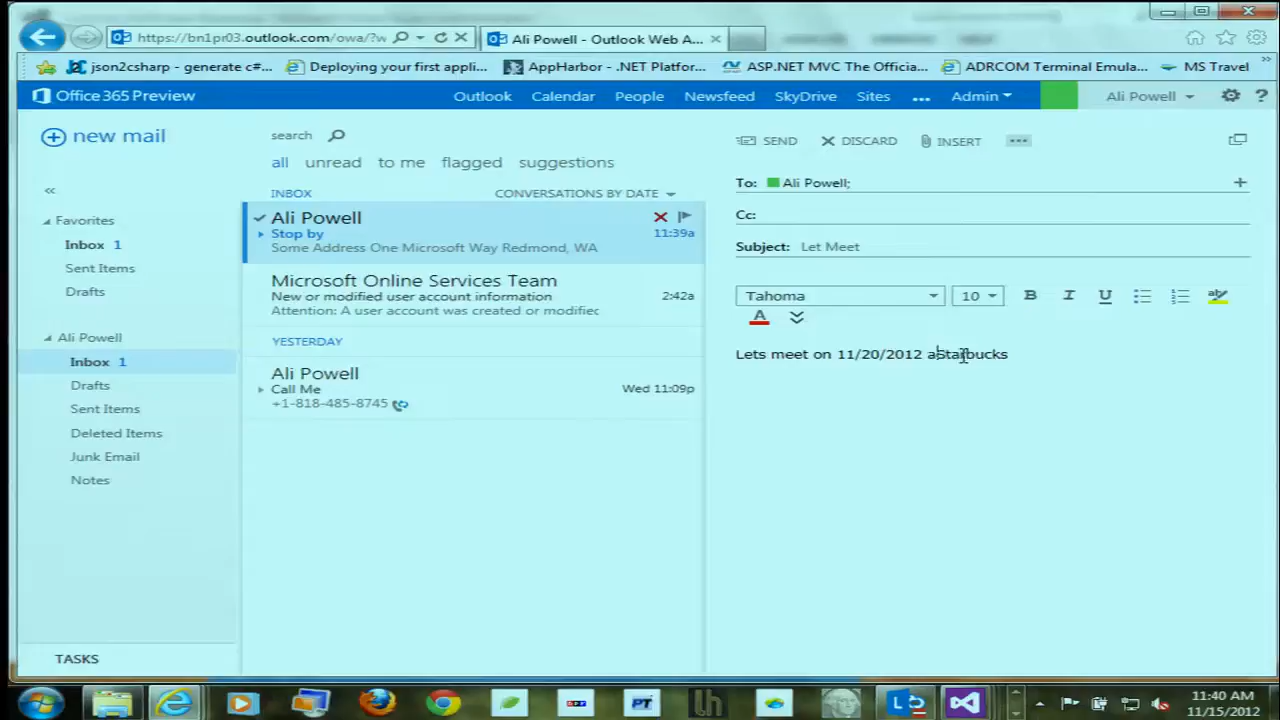 https://bn1pr03.outlook.com/owa/?w
Ali Powell - Outlook Web A...
json2csharp - generate c#...
Deploying your first appli...
AppHarbor - .NET Platfor...
ASP.NET MVC The Officia...
ADRCOM Terminal Emula...
MS Travel
Office 365 Preview
Outlook
Calendar
People
Newsfeed
SkyDrive
Sites
...
Admin
Ali Powell
?
new mail
Favorites
Inbox 1
Sent Items
Drafts
Ali Powell
Inbox 1
Drafts
Sent Items
Deleted Items
Junk Email
Notes
TASKS
search
all unread to me flagged suggestions
INBOX
CONVERSATIONS BY DATE
Ali Powell
Stop by
11:39a
Some Address One Microsoft Way Redmond, WA
Microsoft Online Services Team
New or modified user account information
2:42a
Attention: A user account was created or modified
YESTERDAY
Ali Powell
Call Me
Wed 11:09p
+1-818-485-8745
SEND
DISCARD
INSERT
To: Ali Powell;
Cc:
Subject: Let Meet
Tahoma
10
B I U
A
Lets meet on 11/20/2012 aStarbucks
PT
lh
11:40 AM
11/15/2012